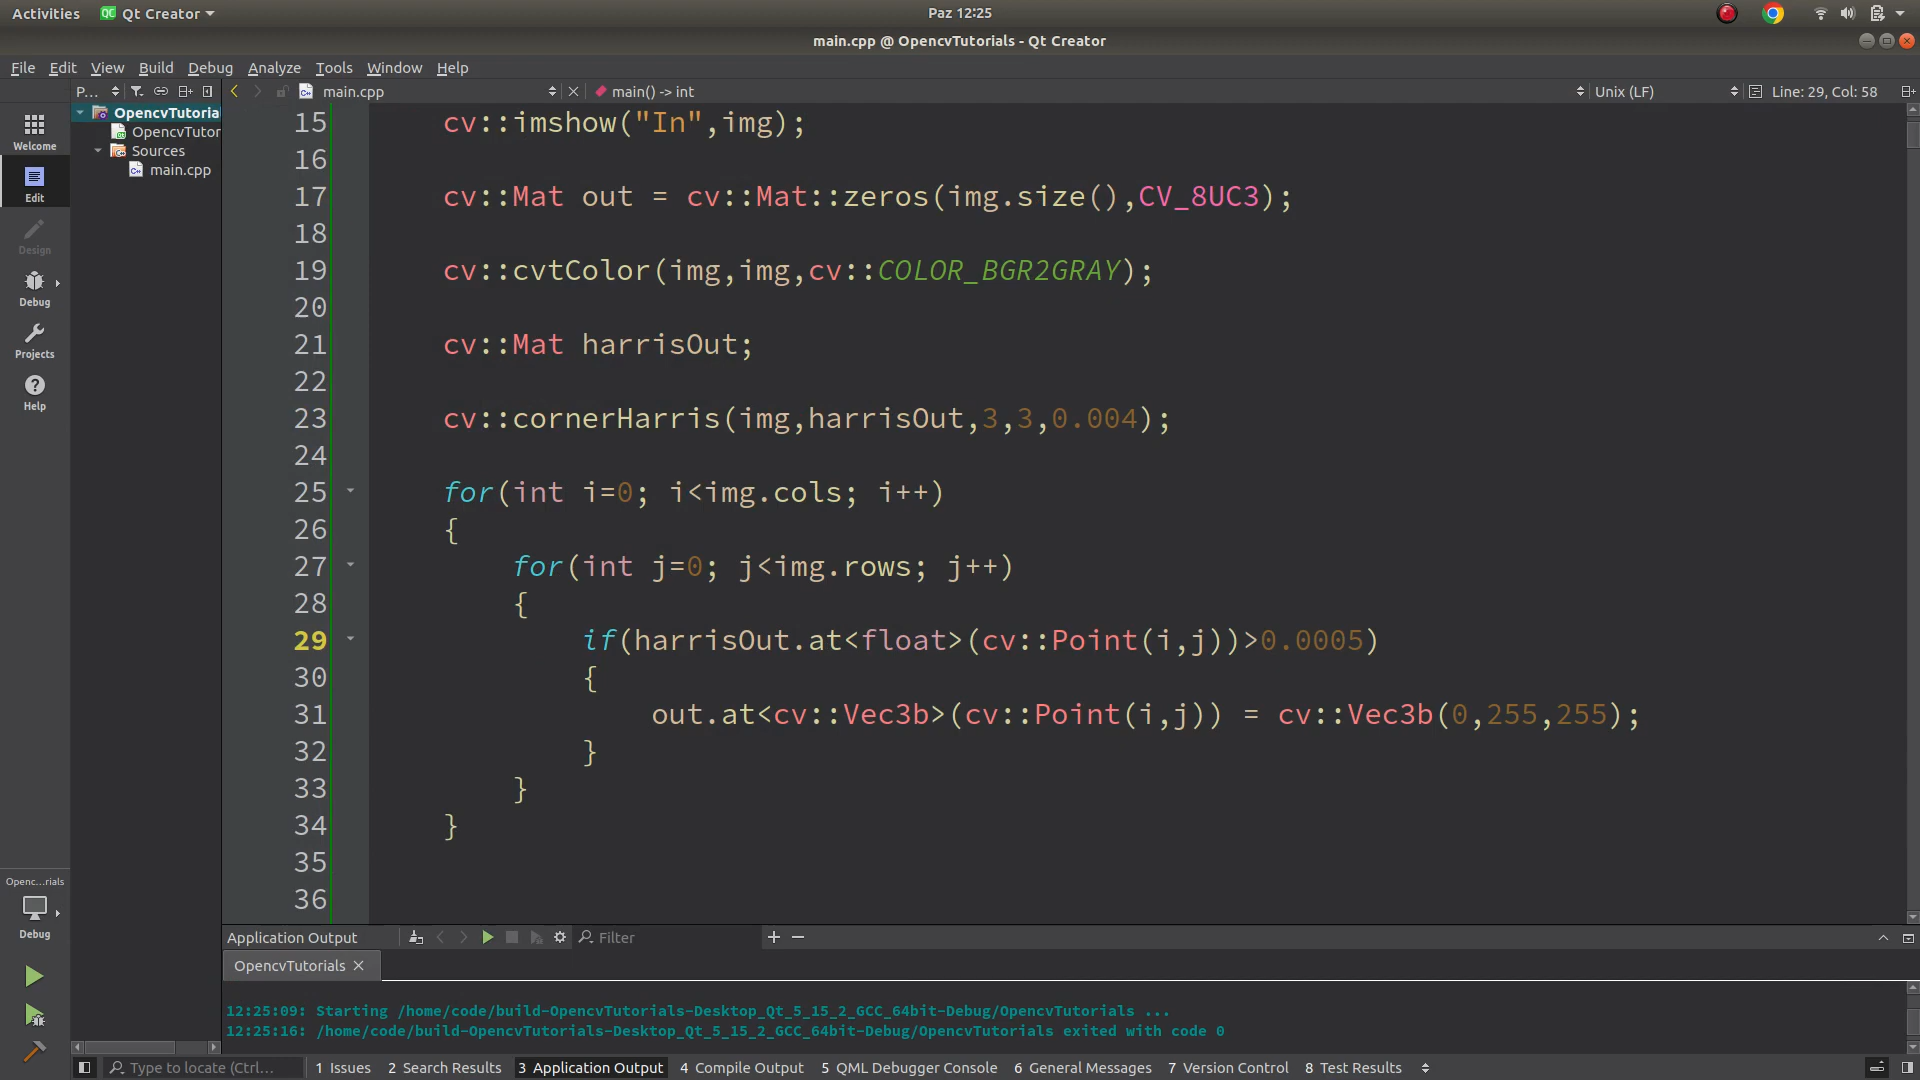 Activities Qt Creator Paz 12:25
main.cpp @ OpencvTutorials - Qt Creator
File Edit View Build Debug Analyze Tools Window Help
P... main.cpp main() -> int Unix (LF) Line: 29, Col: 58
OpencvTutoria
OpencvTutor
Sources
main.cpp
Welcome
Edit
Design
Debug
Projects
Help
15 cv::imshow("In",img);
16
17 cv::Mat out = cv::Mat::zeros(img.size(),CV_8UC3);
18
19 cv::cvtColor(img,img,cv::COLOR_BGR2GRAY);
20
21 cv::Mat harrisOut;
22
23 cv::cornerHarris(img,harrisOut,3,3,0.004);
24
25 for(int i=0; i<img.cols; i++)
26 {
27 for(int j=0; j<img.rows; j++)
28 {
29 if(harrisOut.at<float>(cv::Point(i,j))>0.0005)
30 {
31 out.at<cv::Vec3b>(cv::Point(i,j)) = cv::Vec3b(0,255,255);
32 }
33 }
34 }
35
36
Openc...rials
Debug
Application Output Filter
OpencvTutorials
12:25:09: Starting /home/code/build-OpencvTutorials-Desktop_Qt_5_15_2_GCC_64bit-Debug/OpencvTutorials ...
12:25:16: /home/code/build-OpencvTutorials-Desktop_Qt_5_15_2_GCC_64bit-Debug/OpencvTutorials exited with code 0
Type to locate (Ctrl... 1 Issues 2 Search Results 3 Application Output 4 Compile Output 5 QML Debugger Console 6 General Messages 7 Version Control 8 Test Results